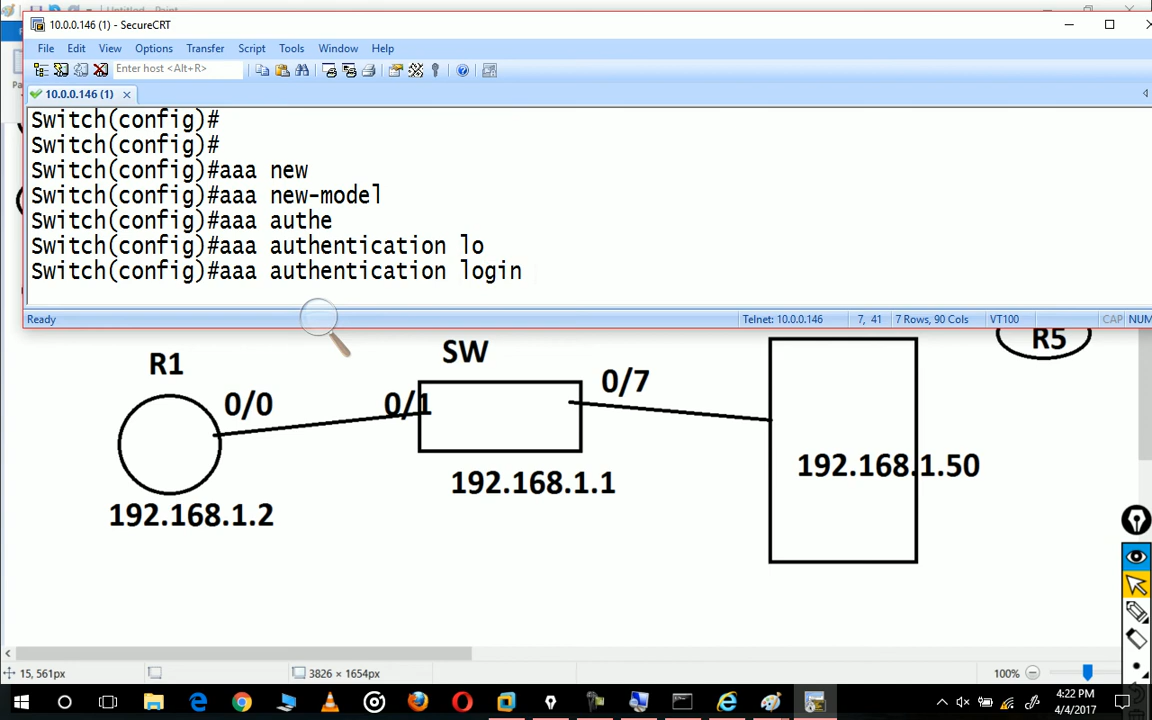 10.0.0.146 (1) - SecureCRT
File Edit View Options Transfer Script Tools Window Help
Enter host <Alt+R>
10.0.0.146 (1)
Switch(config)#
Switch(config)#
Switch(config)#aaa new
Switch(config)#aaa new-model
Switch(config)#aaa authe
Switch(config)#aaa authentication lo
Switch(config)#aaa authentication login
Ready Telnet: 10.0.0.146 7, 41 7 Rows, 90 Cols VT100 CAP NUM
R5
R1
SW
0/0
0/1
0/7
192.168.1.50
192.168.1.1
192.168.1.2
15, 561px
3826 × 1654px
100%
4:22 PM
4/4/2017